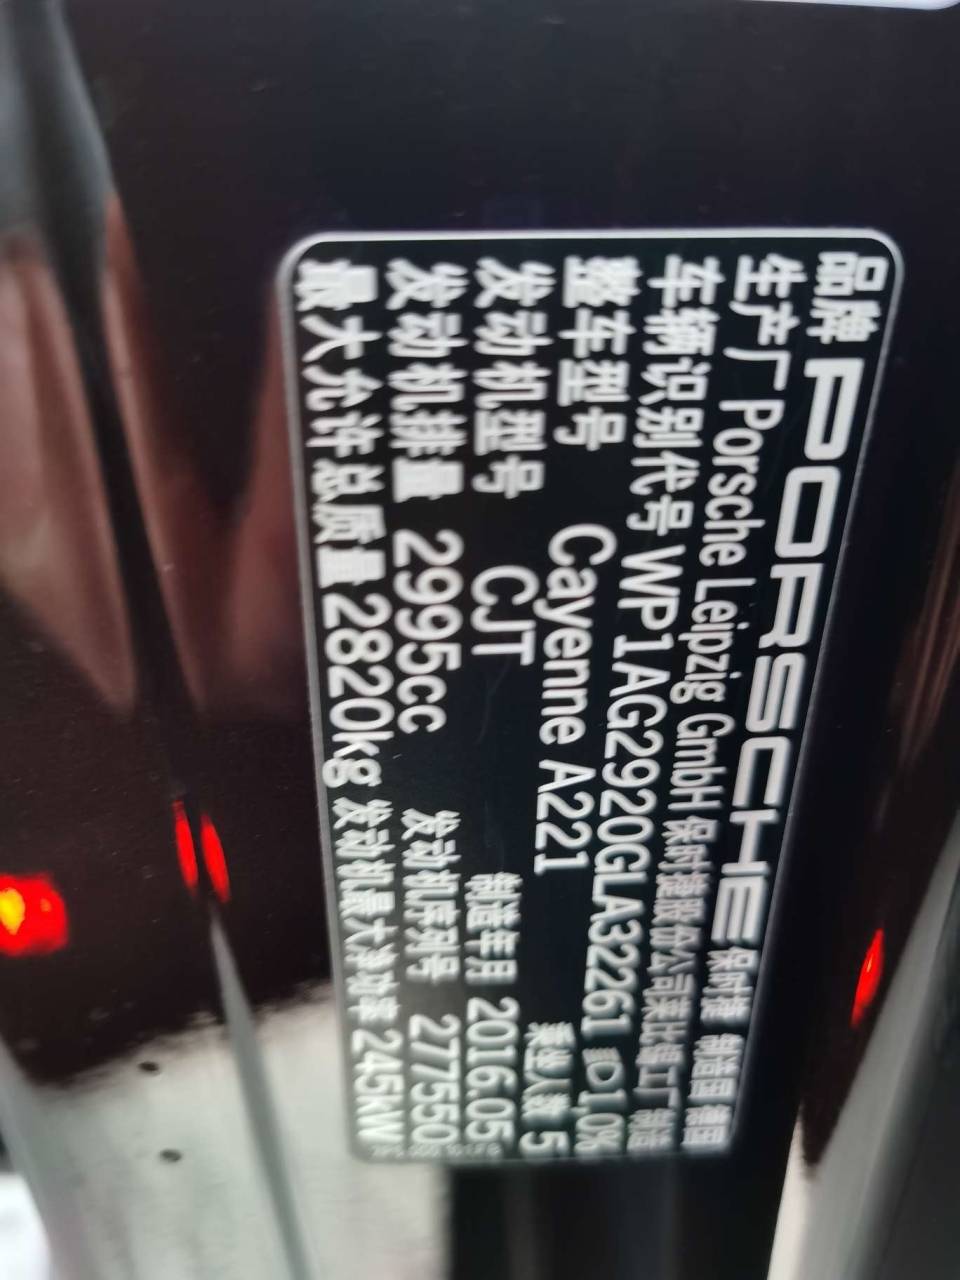 品牌 PORSCHE 保时捷 制造国 德国
生产厂 Porsche Leipzig GmbH 保时捷股份公司莱比锡工厂 制造
车辆识别代号 WP1AG2920GLA32261 D1,0%
整车型号 Cayenne A221 乘坐人数 5
发动机型号 CJT 制造年月 2016.05
发动机排量 2995cc 发动机序列号 277550
最大允许总质量 2820kg 发动机最大净功率 245kW